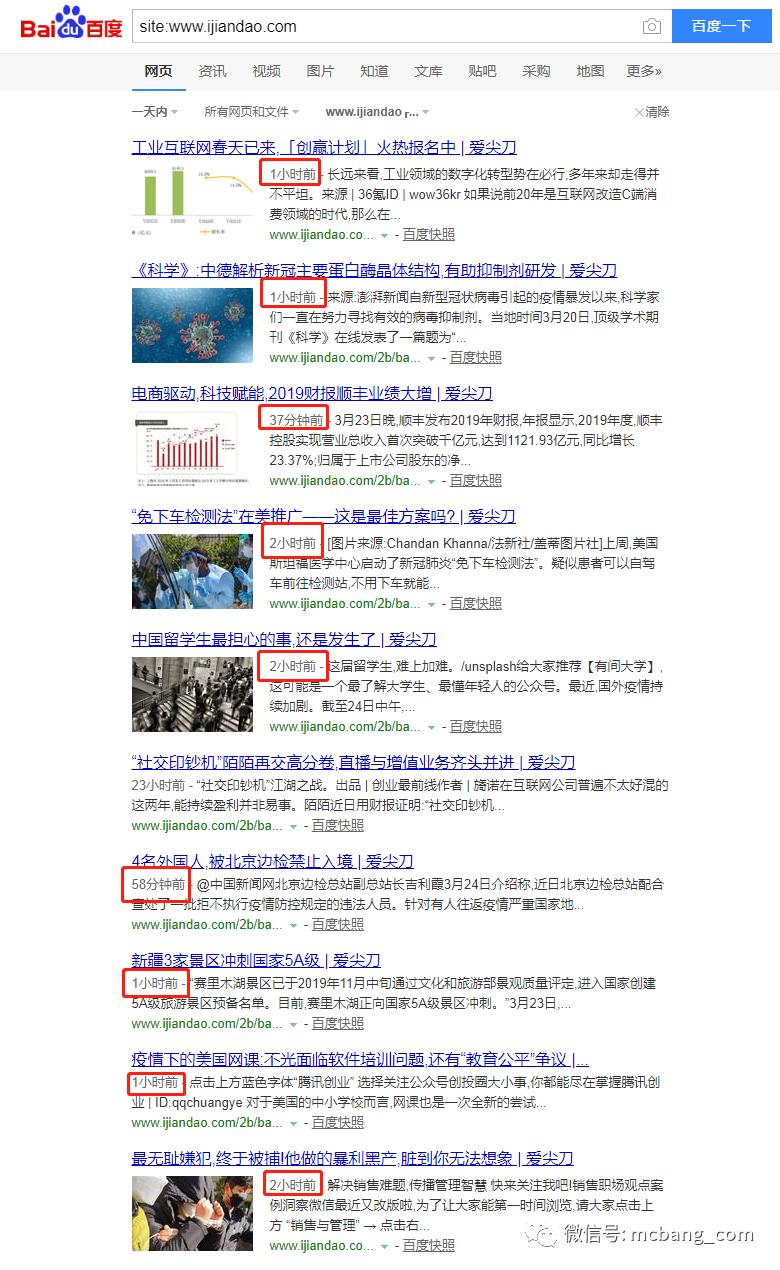 Bai du 百度
site:www.ijiandao.com
百度一下
网页 资讯 视频 图片 知道 文库 贴吧 采购 地图 更多»
一天内 所有网页和文件 www.ijiandao r... 清除
工业互联网春天已来,「创赢计划」火热报名中 | 爱尖刀
1小时前 - 长远来看,工业领域的数字化转型势在必行,多年来却走得并
不平坦。来源 | 36氪ID | wow36kr 如果说前20年是互联网改造C端消
费领域的时代,那么在...
www.ijiandao.co... - 百度快照
《科学》:中德解析新冠主要蛋白酶晶体结构,有助抑制剂研发 | 爱尖刀
1小时前 - 来源:澎湃新闻自新型冠状病毒引起的疫情暴发以来,科学家
们一直在努力寻找有效的病毒抑制剂。当地时间3月20日,顶级学术期
刊《科学》在线发表了一篇题为“...
www.ijiandao.com/2b/ba... - 百度快照
电商驱动,科技赋能,2019财报顺丰业绩大增 | 爱尖刀
37分钟前 - 3月23日晚,顺丰发布2019年财报,年报显示,2019年度,顺丰
控股实现营业总收入首次突破千亿元,达到1121.93亿元,同比增长
23.37%;归属于上市公司股东的净...
www.ijiandao.com/2b/ba... - 百度快照
“免下车检测法”在美推广——这是最佳方案吗? | 爱尖刀
2小时前 - [图片来源:Chandan Khanna/法新社/盖蒂图片社]上周,美国
斯坦福医学中心启动了新冠肺炎“免下车检测法”。疑似患者可以自驾
车前往检测站,不用下车就能...
www.ijiandao.com/2b/ba... - 百度快照
中国留学生最担心的事,还是发生了 | 爱尖刀
2小时前 - 这届留学生,难上加难。/unsplash给大家推荐【有间大学】,
这可能是一个最了解大学生、最懂年轻人的公众号。最近,国外疫情持
续加剧。截至24日中午,...
www.ijiandao.com/2b/ba... - 百度快照
“社交印钞机”陌陌再交高分卷,直播与增值业务齐头并进 | 爱尖刀
23小时前 - “社交印钞机”江湖之战。出品 | 创业最前线作者 | 旖诺在互联网公司普遍不太好混的
这两年,能持续盈利并非易事。陌陌近日用财报证明:“社交印钞机...
www.ijiandao.com/2b/ba... - 百度快照
4名外国人,被北京边检禁止入境 | 爱尖刀
58分钟前 - @中国新闻网北京边检总站副总站长吉利霞3月24日介绍称,近日北京边检总站配合
查处了一批拒不执行疫情防控规定的违法人员。针对有人往返疫情严重国家地...
www.ijiandao.com/2b/ba... - 百度快照
新疆3家景区冲刺国家5A级 | 爱尖刀
1小时前 - “赛里木湖景区已于2019年11月中旬通过文化和旅游部景观质量评定,进入国家创建
5A级旅游景区预备名单。目前,赛里木湖正向国家5A级景区冲刺。”3月23日,...
www.ijiandao.com/2b/ba... - 百度快照
疫情下的美国网课:不光面临软件培训问题,还有“教育公平”争议 |...
1小时前 - 点击上方蓝色字体“腾讯创业” 选择关注公众号创投圈大小事,你都能尽在掌握腾讯创
业 | ID:qqchuangye 对于美国的中小学校而言,网课也是一次全新的尝试...
www.ijiandao.com/2b/ba... - 百度快照
最无耻嫌犯,终于被捕!他做的暴利黑产,脏到你无法想象 | 爱尖刀
2小时前 解决销售难题,传播管理智慧 快来关注我吧!销售职场观点案
例洞察微信最近又改版啦,为了让大家能第一时间浏览,请大家点击上
方 “销售与管理” → 点击右...
www.ijiandao.co... - 百度快照
微信号: mcbang_com